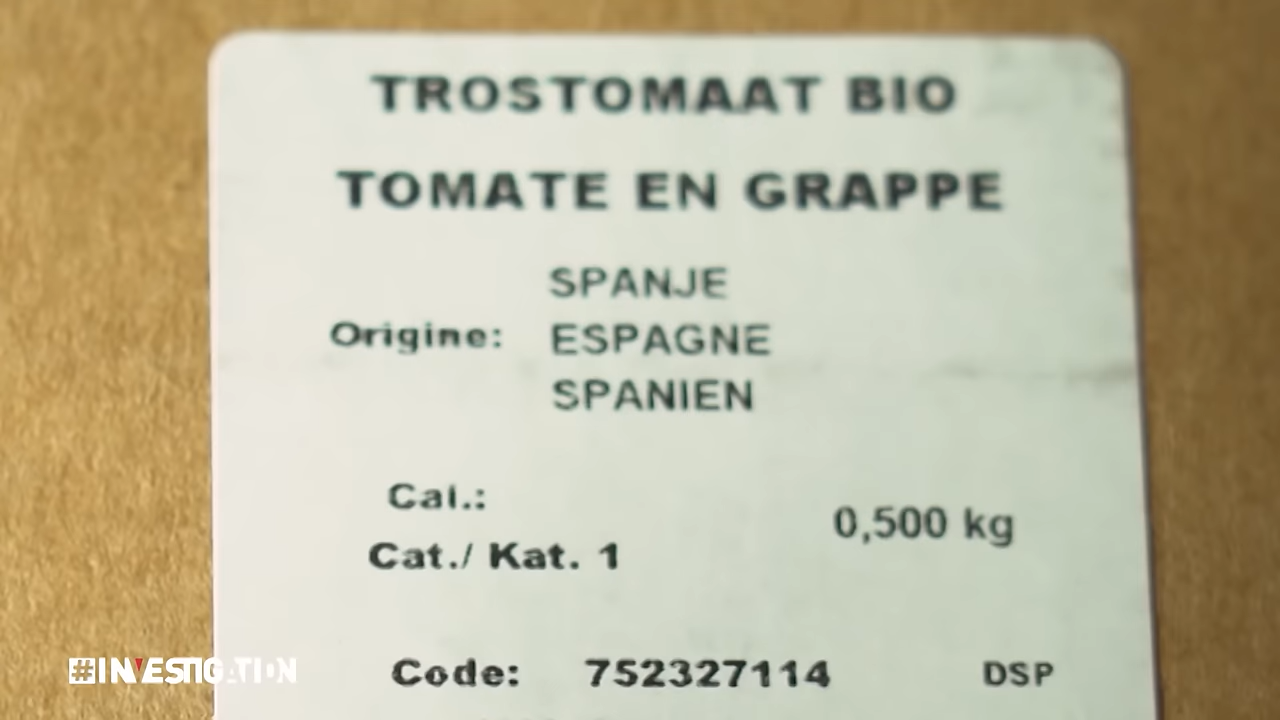 TROSTOMAAT BIO
TOMATE EN GRAPPE
SPANJE
Origine: ESPAGNE
SPANIEN
Cal.:
0,500 kg
Cat./ Kat. 1
Code: 752327114 DSP
#INVESTIGATION